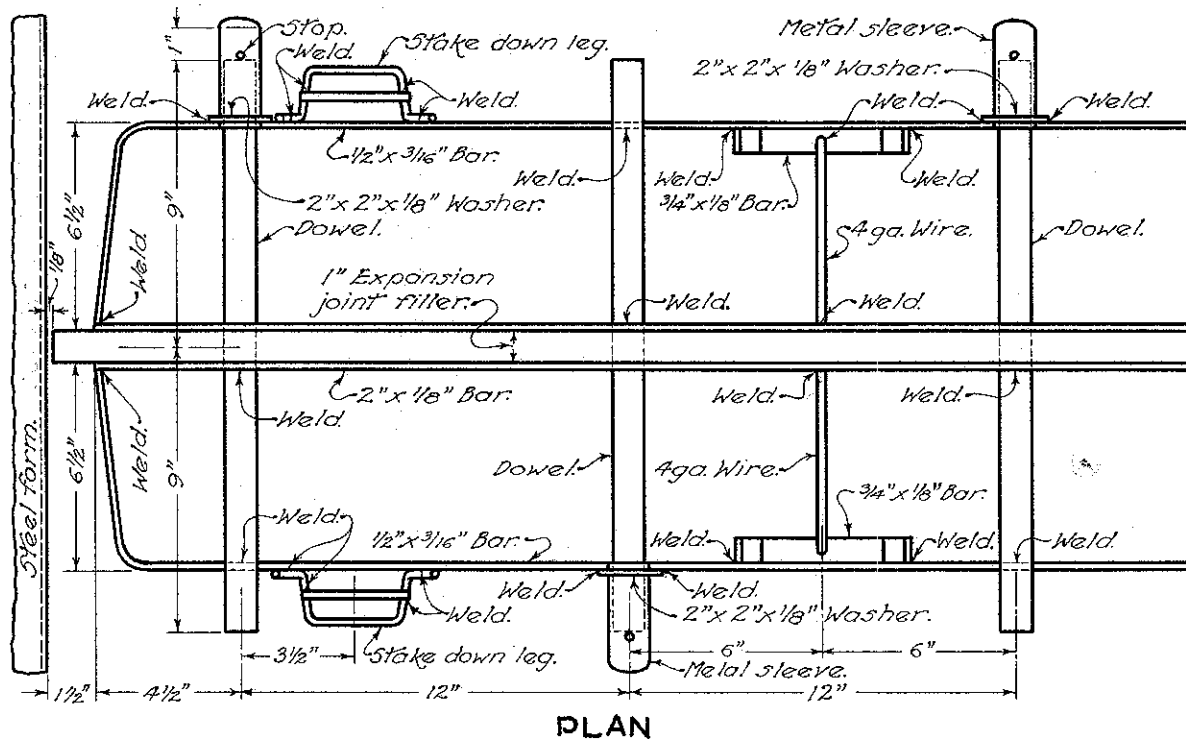 Stop.
Weld.
Stake down leg.
Metal sleeve.
2" x 2" x 1/8" Washer.
1"
Weld.
Weld.
Weld.
Weld.
1/2" x 3/16" Bar.
Weld.
Weld.
Weld.
3/4" x 1/8" Bar.
2" x 2" x 1/8" Washer.
6 1/2"
9"
Dowel.
4 ga. Wire.
Dowel.
1/8"
Weld.
1" Expansion
joint filler.
Weld.
Weld.
2" x 1/8" Bar.
Weld.
Weld.
Weld.
Weld.
Steel form.
6 1/2"
9"
Dowel.
4 ga. Wire.
3/4" x 1/8" Bar.
Weld.
1/2" x 3/16" Bar.
Weld.
Weld.
Weld.
Weld.
Weld.
Weld.
2" x 2" x 1/8" Washer.
3 1/2"
Stake down leg.
6"
6"
Metal sleeve.
1 1/2"
4 1/2"
12"
12"
PLAN